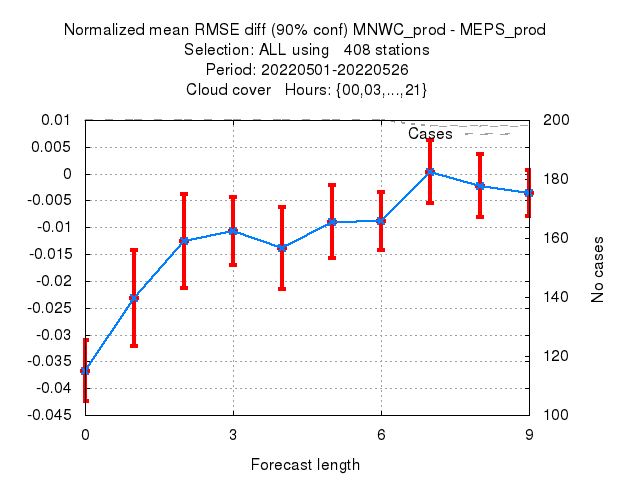 Normalized mean RMSE diff (90% conf) MNWC_prod - MEPS_prod
Selection: ALL using   408 stations
Period: 20220501-20220526
Cloud cover   Hours: {00,03,...,21}
0.01
0.005
0
-0.005
-0.01
-0.015
-0.02
-0.025
-0.03
-0.035
-0.04
-0.045
Cases
200
180
160
140
120
100
No cases
0 3 6 9
Forecast length